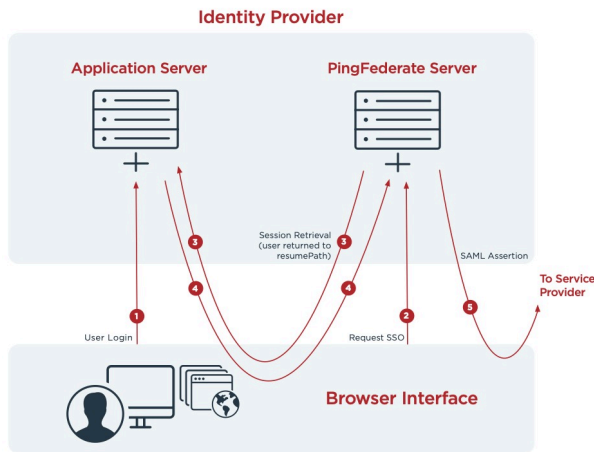 Identity Provider
Application Server
PingFederate Server
Session Retrieval
(user returned to
resumePath)
3
3
SAML Assertion
4
4
To Service
Provider
5
1
2
User Login
Request SSO
Browser Interface